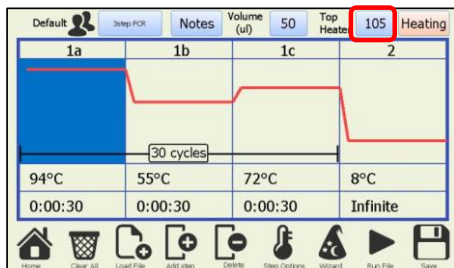 Default 3step PCR Notes Volume (ul) 50 Top Heater 105 Heating
1a 1b 1c 2
30 cycles
94°C 55°C 72°C 8°C
0:00:30 0:00:30 0:00:30 Infinite
Home Clear All Load File Add step Delete Step Options Wizard Run File Save